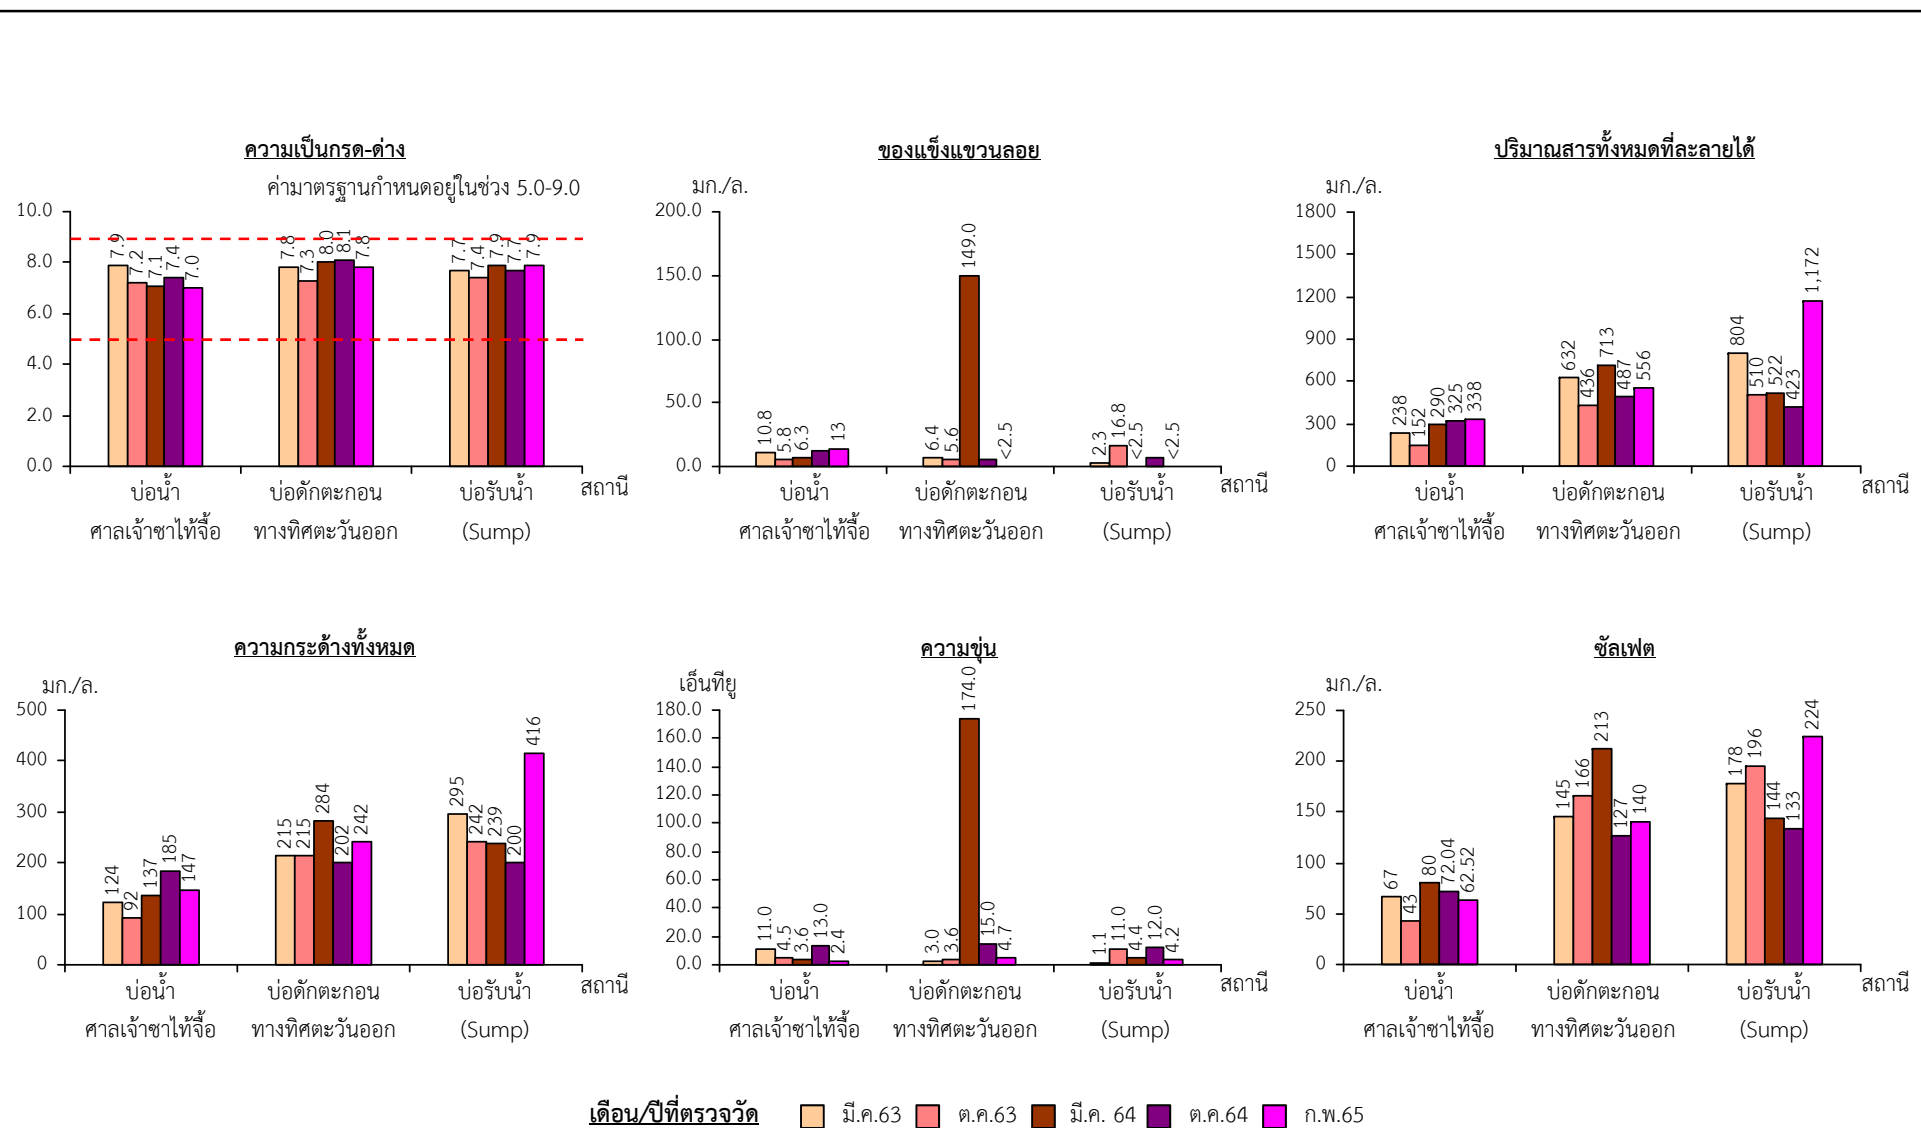 ความเป็นกรด-ด่าง
ค่ามาตรฐานกำหนดอยู่ในช่วง 5.0-9.0
10.0
8.0
6.0
4.0
2.0
0.0
7.9 7.2 7.1 7.4 7.0
7.8 7.3 8.0 8.1 7.8
7.7 7.4 7.9 7.7 7.9
บ่อน้ำ บ่อดักตะกอน บ่อรับน้ำ สถานี
ศาลเจ้าซาไท้จื้อ ทางทิศตะวันออก (Sump)
ของแข็งแขวนลอย
มก./ล.
200.0
150.0
100.0
50.0
0.0
10.8 5.8 6.3 13
6.4 5.6 149.0 <2.5
2.3 16.8 <2.5 <2.5
บ่อน้ำ บ่อดักตะกอน บ่อรับน้ำ สถานี
ศาลเจ้าซาไท้จื้อ ทางทิศตะวันออก (Sump)
ปริมาณสารทั้งหมดที่ละลายได้
มก./ล.
1800
1500
1200
900
600
300
0
238 152 290 325 338
632 436 713 487 556
804 510 522 423 1,172
บ่อน้ำ บ่อดักตะกอน บ่อรับน้ำ สถานี
ศาลเจ้าซาไท้จื้อ ทางทิศตะวันออก (Sump)
ความกระด้างทั้งหมด
มก./ล.
500
400
300
200
100
0
124 92 137 185 147
215 215 284 202 242
295 242 239 200 416
บ่อน้ำ บ่อดักตะกอน บ่อรับน้ำ สถานี
ศาลเจ้าซาไท้จื้อ ทางทิศตะวันออก (Sump)
ความขุ่น
เอ็นทียู
180.0
160.0
140.0
120.0
100.0
80.0
60.0
40.0
20.0
0.0
11.0 4.5 3.6 13.0 2.4
3.0 3.6 174.0 15.0 4.7
1.1 11.0 4.4 12.0 4.2
บ่อน้ำ บ่อดักตะกอน บ่อรับน้ำ สถานี
ศาลเจ้าซาไท้จื้อ ทางทิศตะวันออก (Sump)
ซัลเฟต
มก./ล.
250
200
150
100
50
0
67 43 80 72.04 62.52
145 166 213 127 140
178 196 144 133 224
บ่อน้ำ บ่อดักตะกอน บ่อรับน้ำ สถานี
ศาลเจ้าซาไท้จื้อ ทางทิศตะวันออก (Sump)
เดือน/ปีที่ตรวจวัด มี.ค.63 ต.ค.63 มี.ค. 64 ต.ค.64 ก.พ.65